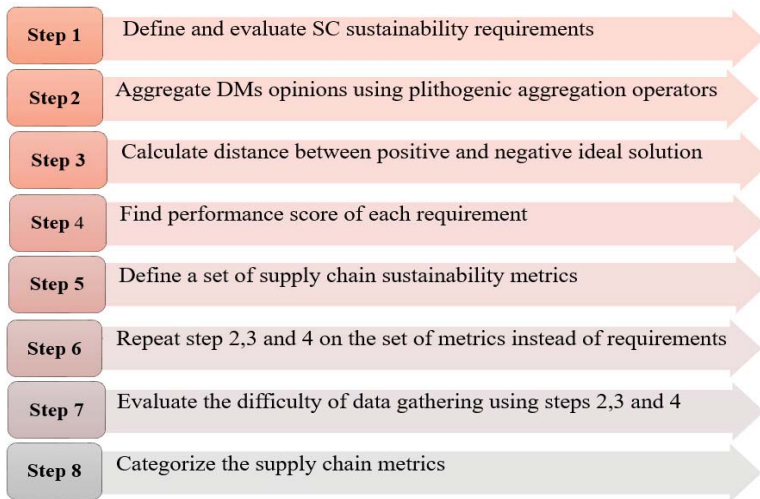 Step 1 Define and evaluate SC sustainability requirements
Step 2 Aggregate DMs opinions using plithogenic aggregation operators
Step 3 Calculate distance between positive and negative ideal solution
Step 4 Find performance score of each requirement
Step 5 Define a set of supply chain sustainability metrics
Step 6 Repeat step 2,3 and 4 on the set of metrics instead of requirements
Step 7 Evaluate the difficulty of data gathering using steps 2,3 and 4
Step 8 Categorize the supply chain metrics